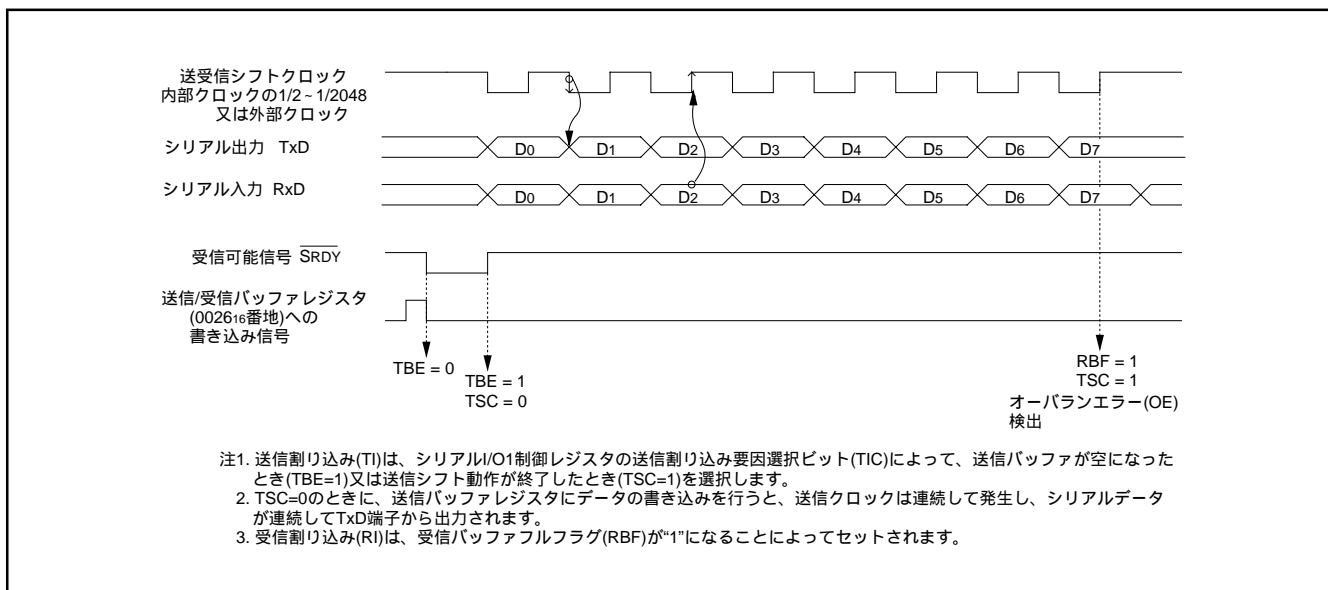 送受信シフトクロック
内部クロックの1/2~1/2048
又は外部クロック
シリアル出力 TxD
D0 D1 D2 D3 D4 D5 D6 D7
シリアル入力 RxD
D0 D1 D2 D3 D4 D5 D6 D7
受信可能信号 SRDY
送信/受信バッファレジスタ
(002616番地)への
書き込み信号
TBE = 0
TBE = 1
TSC = 0
RBF = 1
TSC = 1
オーバランエラー(OE)
検出
注1. 送信割り込み(TI)は、シリアルI/O1制御レジスタの送信割り込み要因選択ビット(TIC)によって、送信バッファが空になった
とき(TBE=1)又は送信シフト動作が終了したとき(TSC=1)を選択します。
2. TSC=0のときに、送信バッファレジスタにデータの書き込みを行うと、送信クロックは連続して発生し、シリアルデータ
が連続してTxD端子から出力されます。
3. 受信割り込み(RI)は、受信バッファフルフラグ(RBF)が“1”になることによってセットされます。